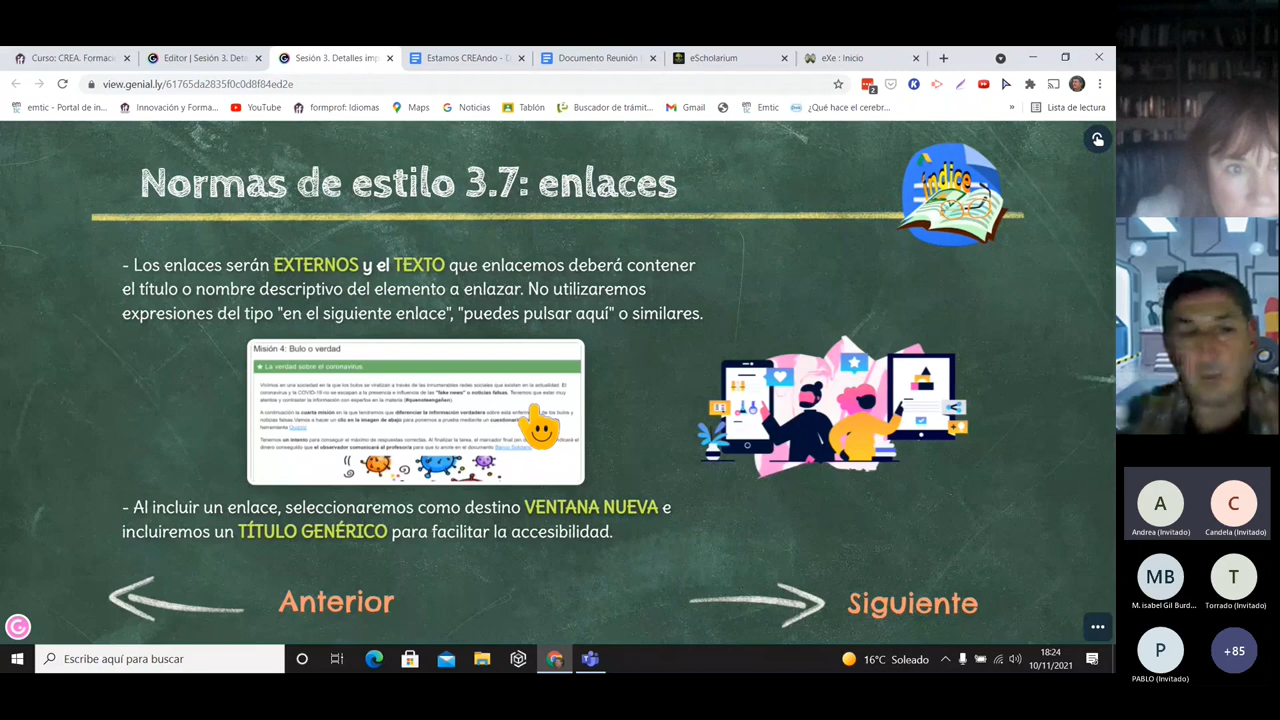 Curso: CREA. Formace
Editor | Sesión 3. Deta
Sesión 3. Detalles imp
Estamos CREAndo - D
Documento Reunión
eScholarium
eXe : Inicio
view.genial.ly/61765da2835f0c0d8f84ed2e
emtic - Portal de in...
Innovación y Forma...
YouTube
formprof: Idiomas
Maps
Noticias
Tablón
Buscador de trámit...
Gmail
Emtic
¿Qué hace el cerebr...
»
Lista de lectura
Normas de estilo 3.7: enlaces
índice
- Los enlaces serán EXTERNOS y el TEXTO que enlacemos deberá contener
el título o nombre descriptivo del elemento a enlazar. No utilizaremos
expresiones del tipo "en el siguiente enlace", "puedes pulsar aquí" o similares.
Misión 4: Bulo o verdad
La verdad sobre el coronavirus
- Al incluir un enlace, seleccionaremos como destino VENTANA NUEVA e
incluiremos un TÍTULO GENÉRICO para facilitar la accesibilidad.
Anterior
Siguiente
Escribe aquí para buscar
16°C Soleado
18:24
10/11/2021
A
Andrea (Invitado)
C
Candela (Invitado)
MB
M. isabel Gil Burd...
T
Torrado (Invitado)
P
PABLO (Invitado)
+85